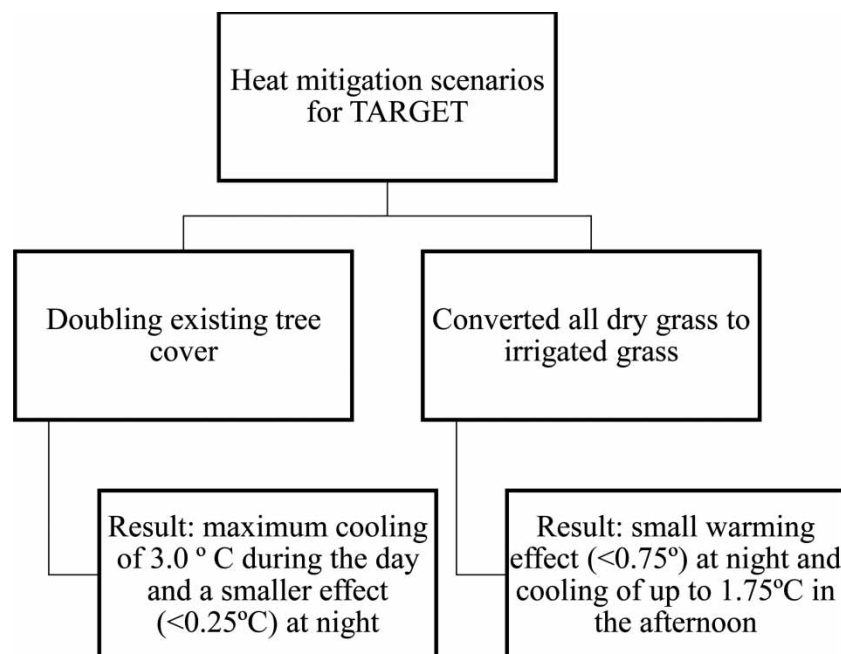 Heat mitigation scenarios
for TARGET
Doubling existing tree
cover
Converted all dry grass to
irrigated grass
Result: maximum cooling
of 3.0 º C during the day
and a smaller effect
(<0.25ºC) at night
Result: small warming
effect (<0.75º) at night and
cooling of up to 1.75ºC in
the afternoon